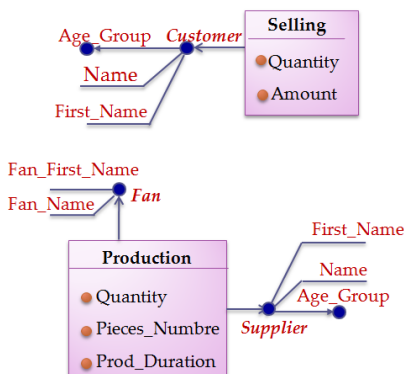 Selling
Age_Group
Customer
Quantity
Name
Amount
First_Name
Fan_First_Name
Fan_Name
Fan
First_Name
Production
Name
Age_Group
Quantity
Supplier
Pieces_Numbre
Prod_Duration